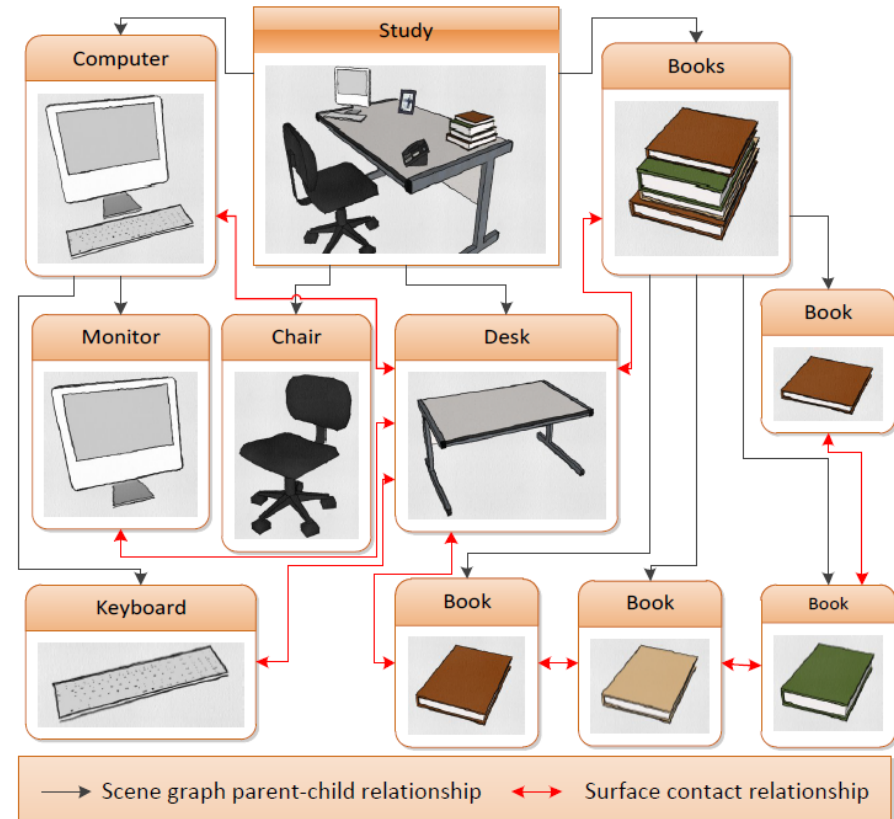 Study
Computer
Books
Monitor
Chair
Desk
Book
Keyboard
Book
Book
Book
Scene graph parent-child relationship
Surface contact relationship